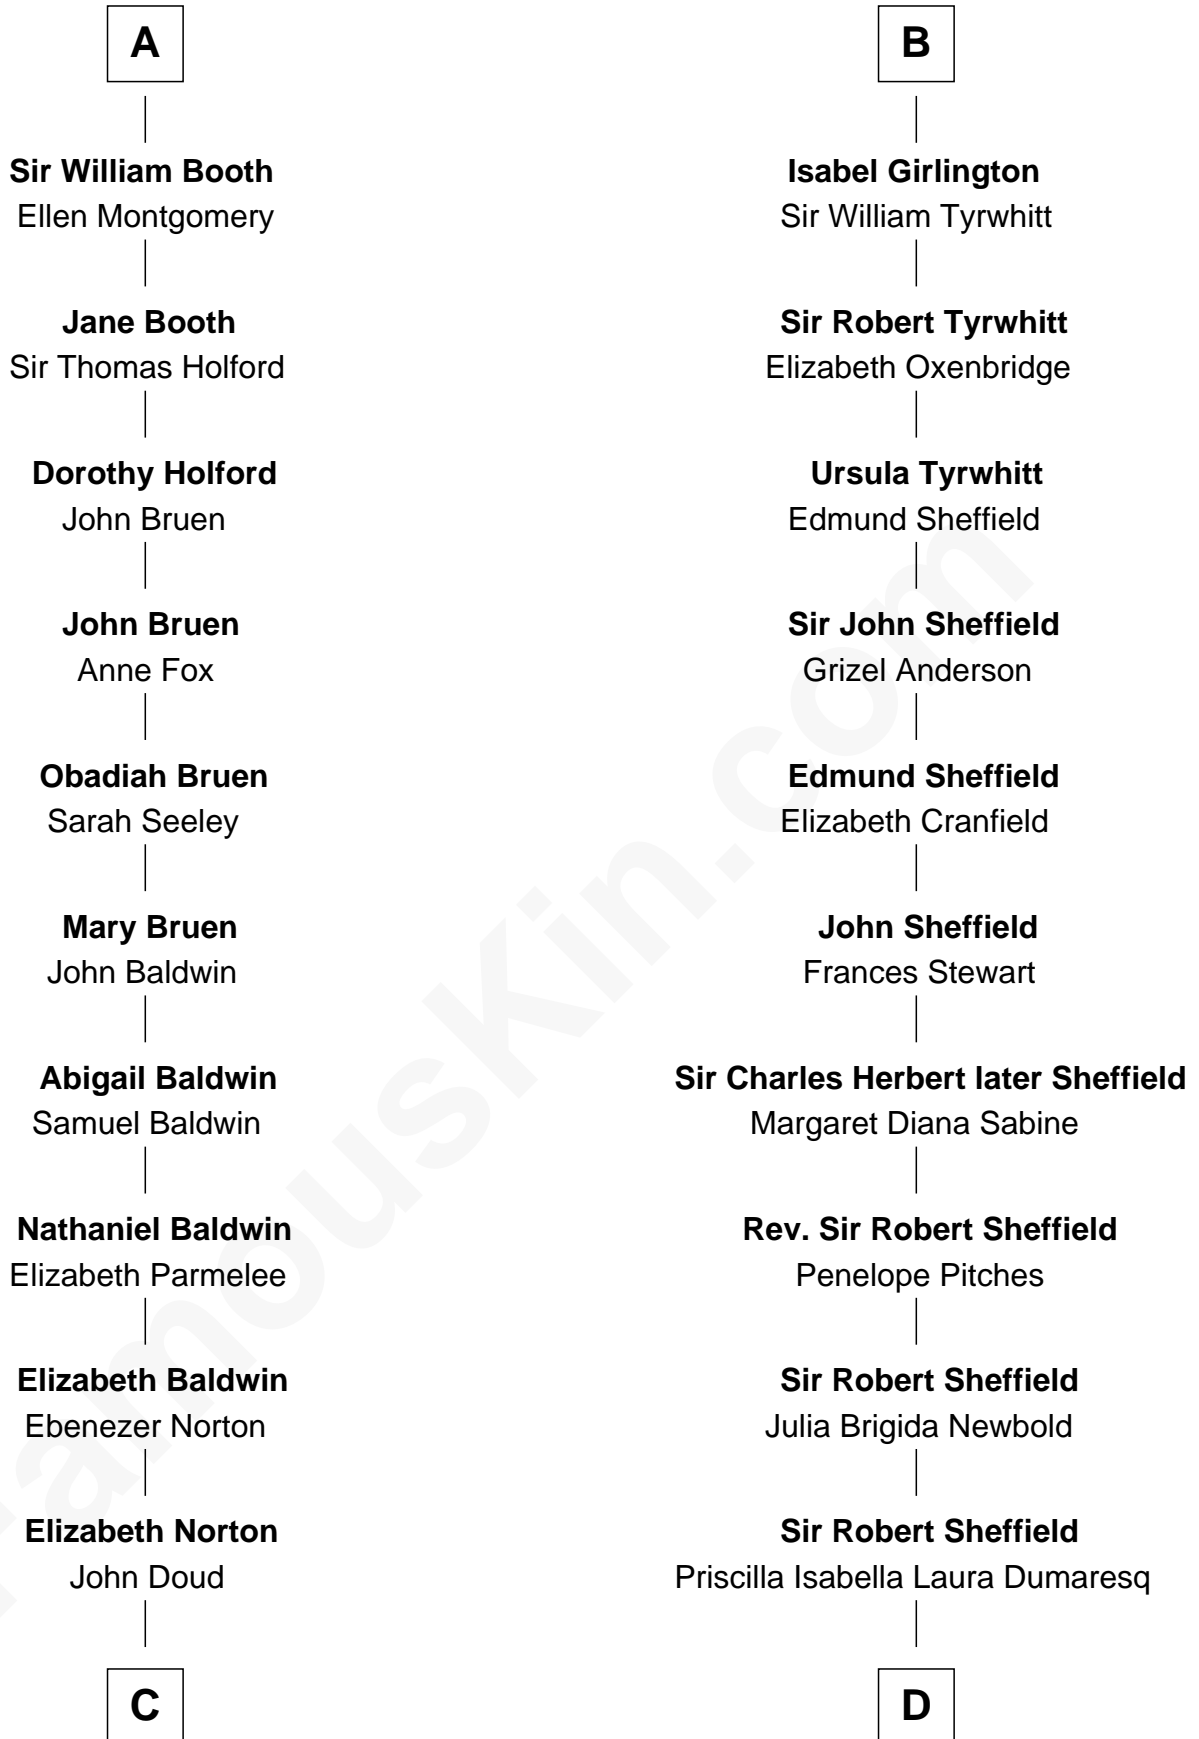 A
Sir William Booth
Ellen Montgomery
Jane Booth
Sir Thomas Holford
Dorothy Holford
John Bruen
John Bruen
Anne Fox
Obadiah Bruen
Sarah Seeley
Mary Bruen
John Baldwin
Abigail Baldwin
Samuel Baldwin
Nathaniel Baldwin
Elizabeth Parmelee
Elizabeth Baldwin
Ebenezer Norton
Elizabeth Norton
John Doud
C
B
Isabel Girlington
Sir William Tyrwhitt
Sir Robert Tyrwhitt
Elizabeth Oxenbridge
Ursula Tyrwhitt
Edmund Sheffield
Sir John Sheffield
Grizel Anderson
Edmund Sheffield
Elizabeth Cranfield
John Sheffield
Frances Stewart
Sir Charles Herbert later Sheffield
Margaret Diana Sabine
Rev. Sir Robert Sheffield
Penelope Pitches
Sir Robert Sheffield
Julia Brigida Newbold
Sir Robert Sheffield
Priscilla Isabella Laura Dumaresq
D
FamousKin.com